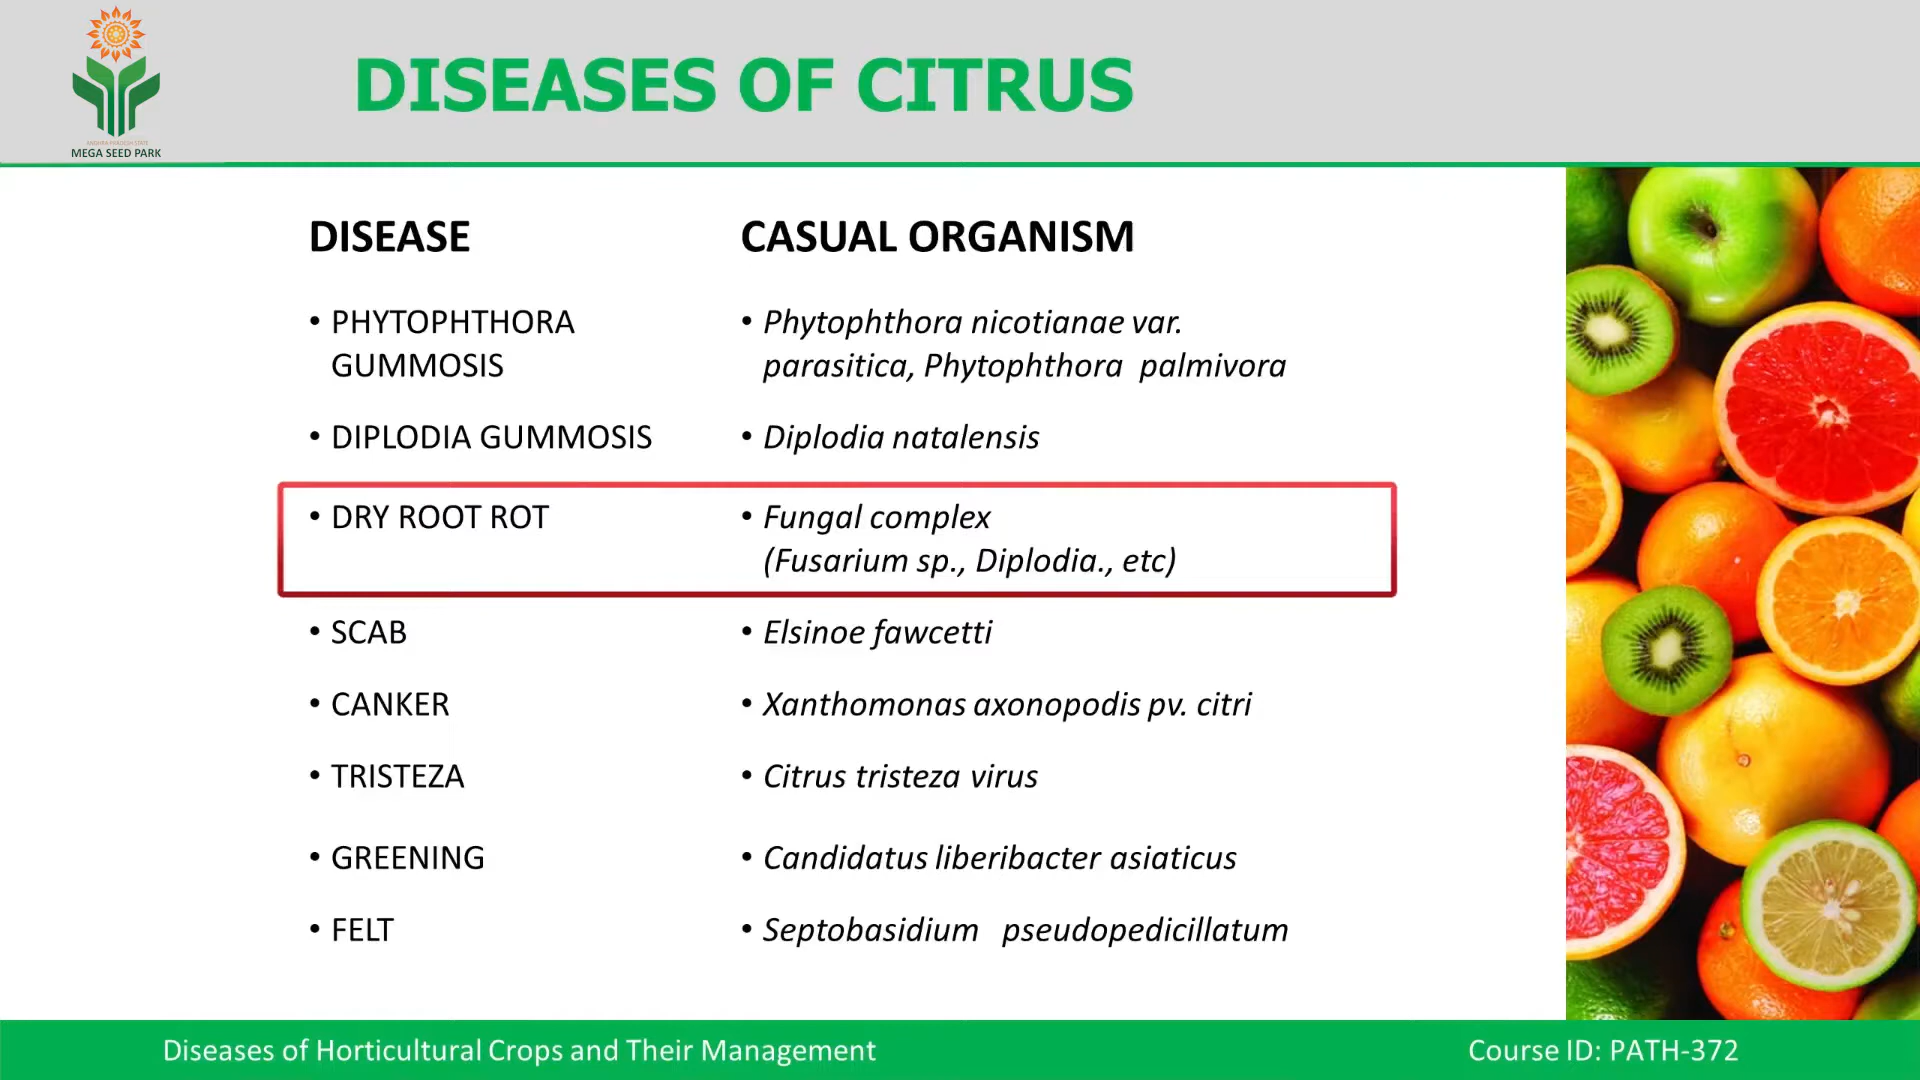 ANDHRA PRADESH STATE
MEGA SEED PARK
DISEASES OF CITRUS
DISEASE
CASUAL ORGANISM
• PHYTOPHTHORA
GUMMOSIS
• Phytophthora nicotianae var.
parasitica, Phytophthora palmivora
• DIPLODIA GUMMOSIS
• Diplodia natalensis
• DRY ROOT ROT
• Fungal complex
(Fusarium sp., Diplodia., etc)
• SCAB
• Elsinoe fawcetti
• CANKER
• Xanthomonas axonopodis pv. citri
• TRISTEZA
• Citrus tristeza virus
• GREENING
• Candidatus liberibacter asiaticus
• FELT
• Septobasidium pseudopedicillatum
Diseases of Horticultural Crops and Their Management
Course ID: PATH-372